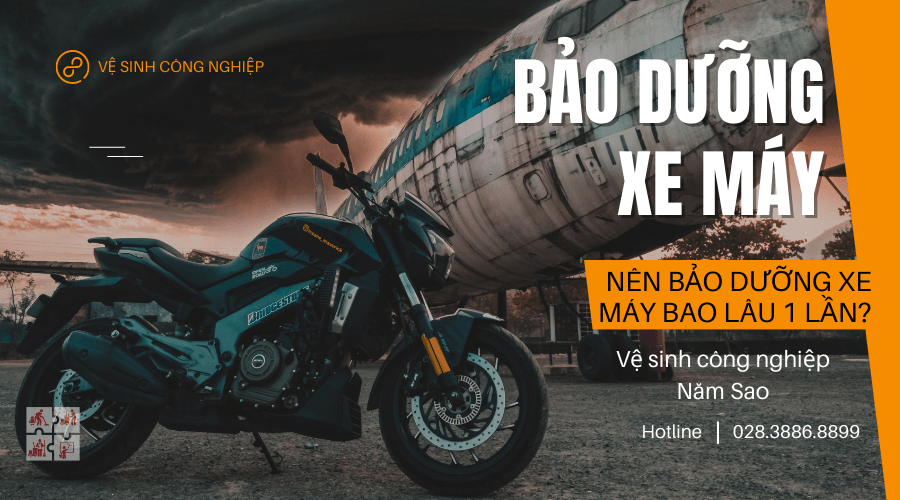 VỆ SINH CÔNG NGHIỆP
BẢO DƯỠNG
XE MÁY
NÊN BẢO DƯỠNG XE
MÁY BAO LÂU 1 LẦN?
Vệ sinh công nghiệp
Năm Sao
Hotline | 028.3886.8899
BRIDGESTONE